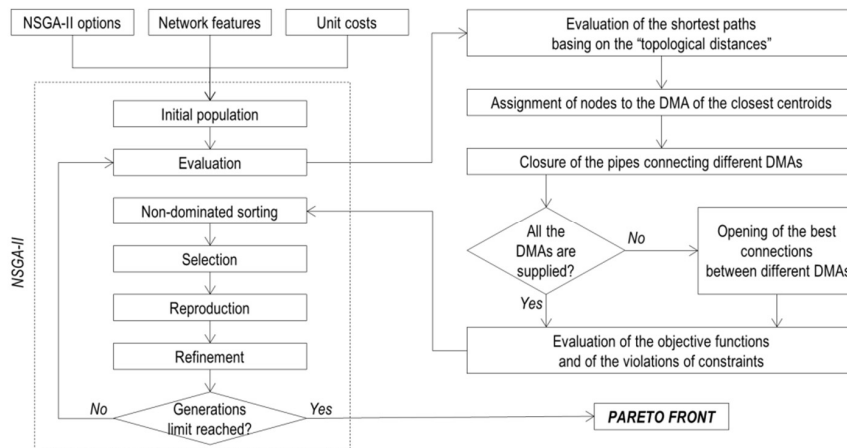 NSGA-II options
Network features
Unit costs
Initial population
Evaluation
Non-dominated sorting
Selection
Reproduction
Refinement
Generations
limit reached?
No
Yes
NSGA-II
Evaluation of the shortest paths
basing on the “topological distances”
Assignment of nodes to the DMA of the closest centroids
Closure of the pipes connecting different DMAs
All the
DMAs are
supplied?
No
Yes
Opening of the best
connections
between different DMAs
Evaluation of the objective functions
and of the violations of constraints
PARETO FRONT